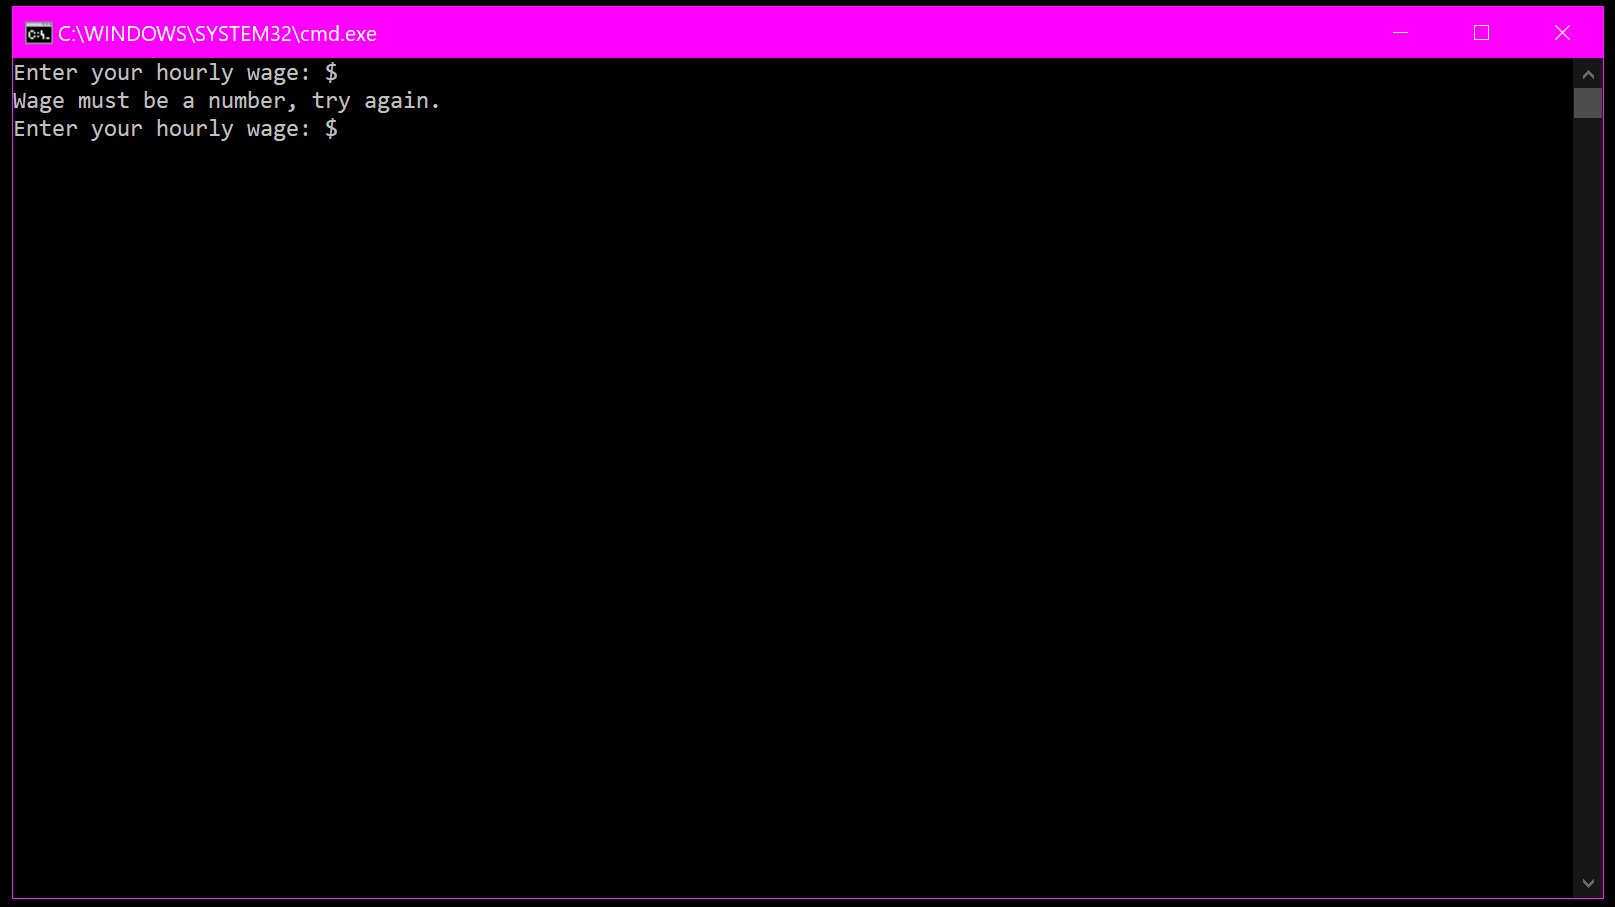 C:\WINDOWS\SYSTEM32\cmd.exe
Enter your hourly wage: $
Wage must be a number, try again.
Enter your hourly wage: $